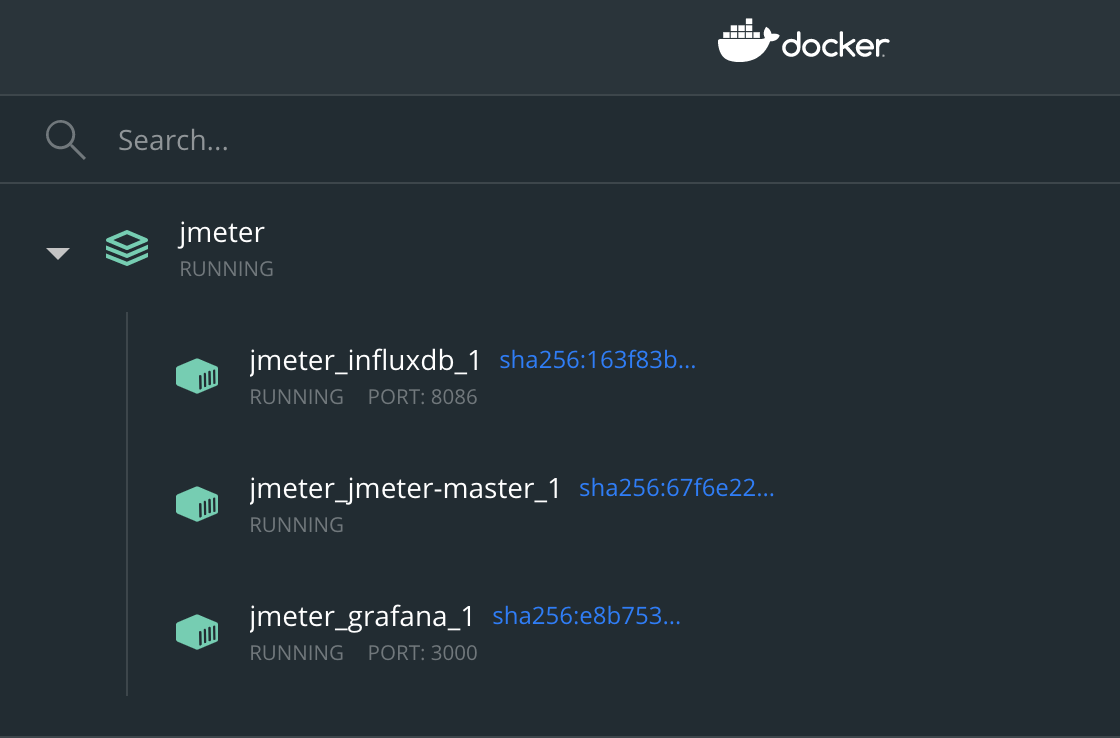 docker
Search...
jmeter
RUNNING
jmeter_influxdb_1 sha256:163f83b...
RUNNING PORT: 8086
jmeter_jmeter-master_1 sha256:67f6e22...
RUNNING
jmeter_grafana_1 sha256:e8b753...
RUNNING PORT: 3000